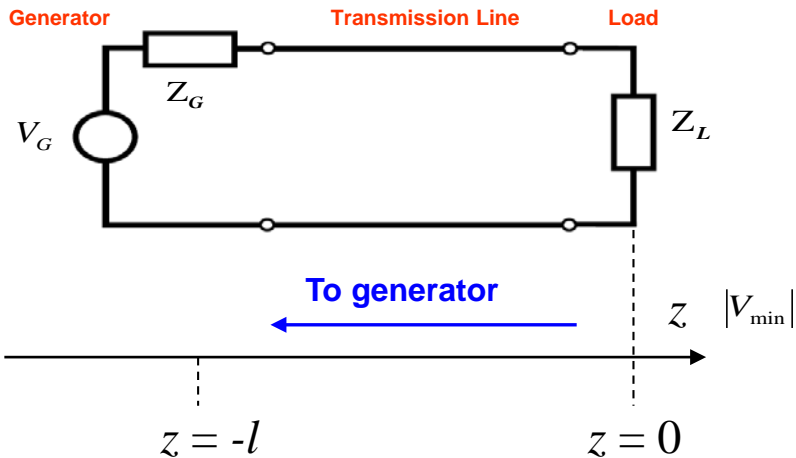 Generator Transmission Line Load
Z_G
V_G
Z_L
To generator
z |V_min|
z = -l z = 0